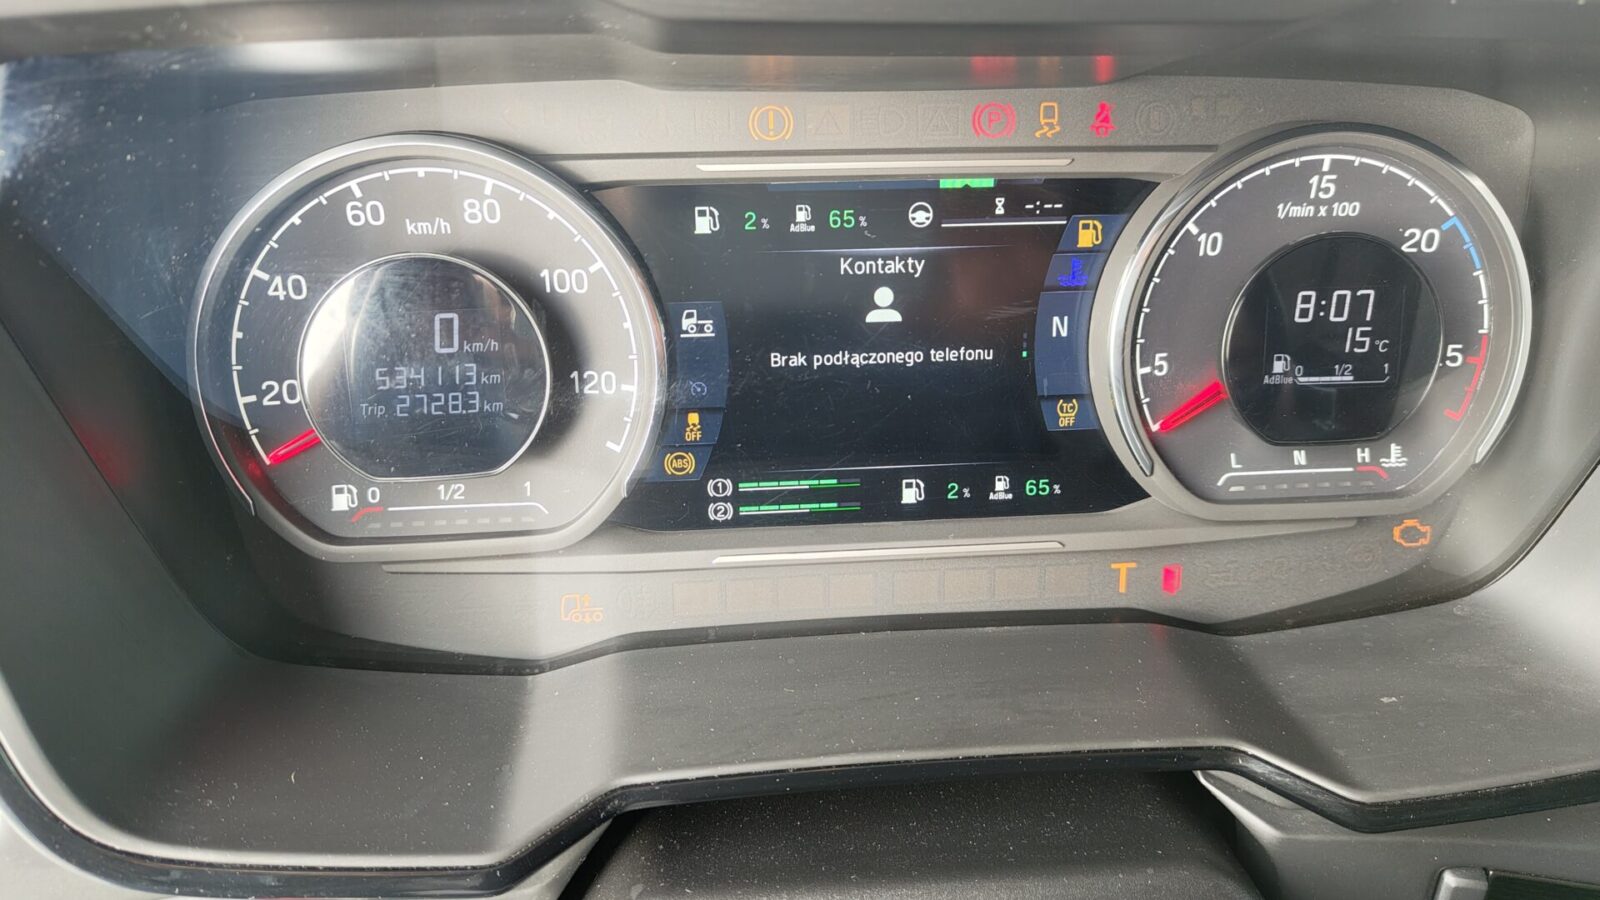 P
60
km/h
80
40
100
20
120
0 km/h
534113 km
Trip 2728.3 km
0 1/2 1
2 %
AdBlue
65 %
-:--
Kontakty
Brak podłączonego telefonu
N
OFF
ABS
TC
OFF
(1)
(2)
2 %
AdBlue
65 %
15
1/min x 100
10
20
5
8:07
15 °C
AdBlue
0 1/2 1
L N H
T